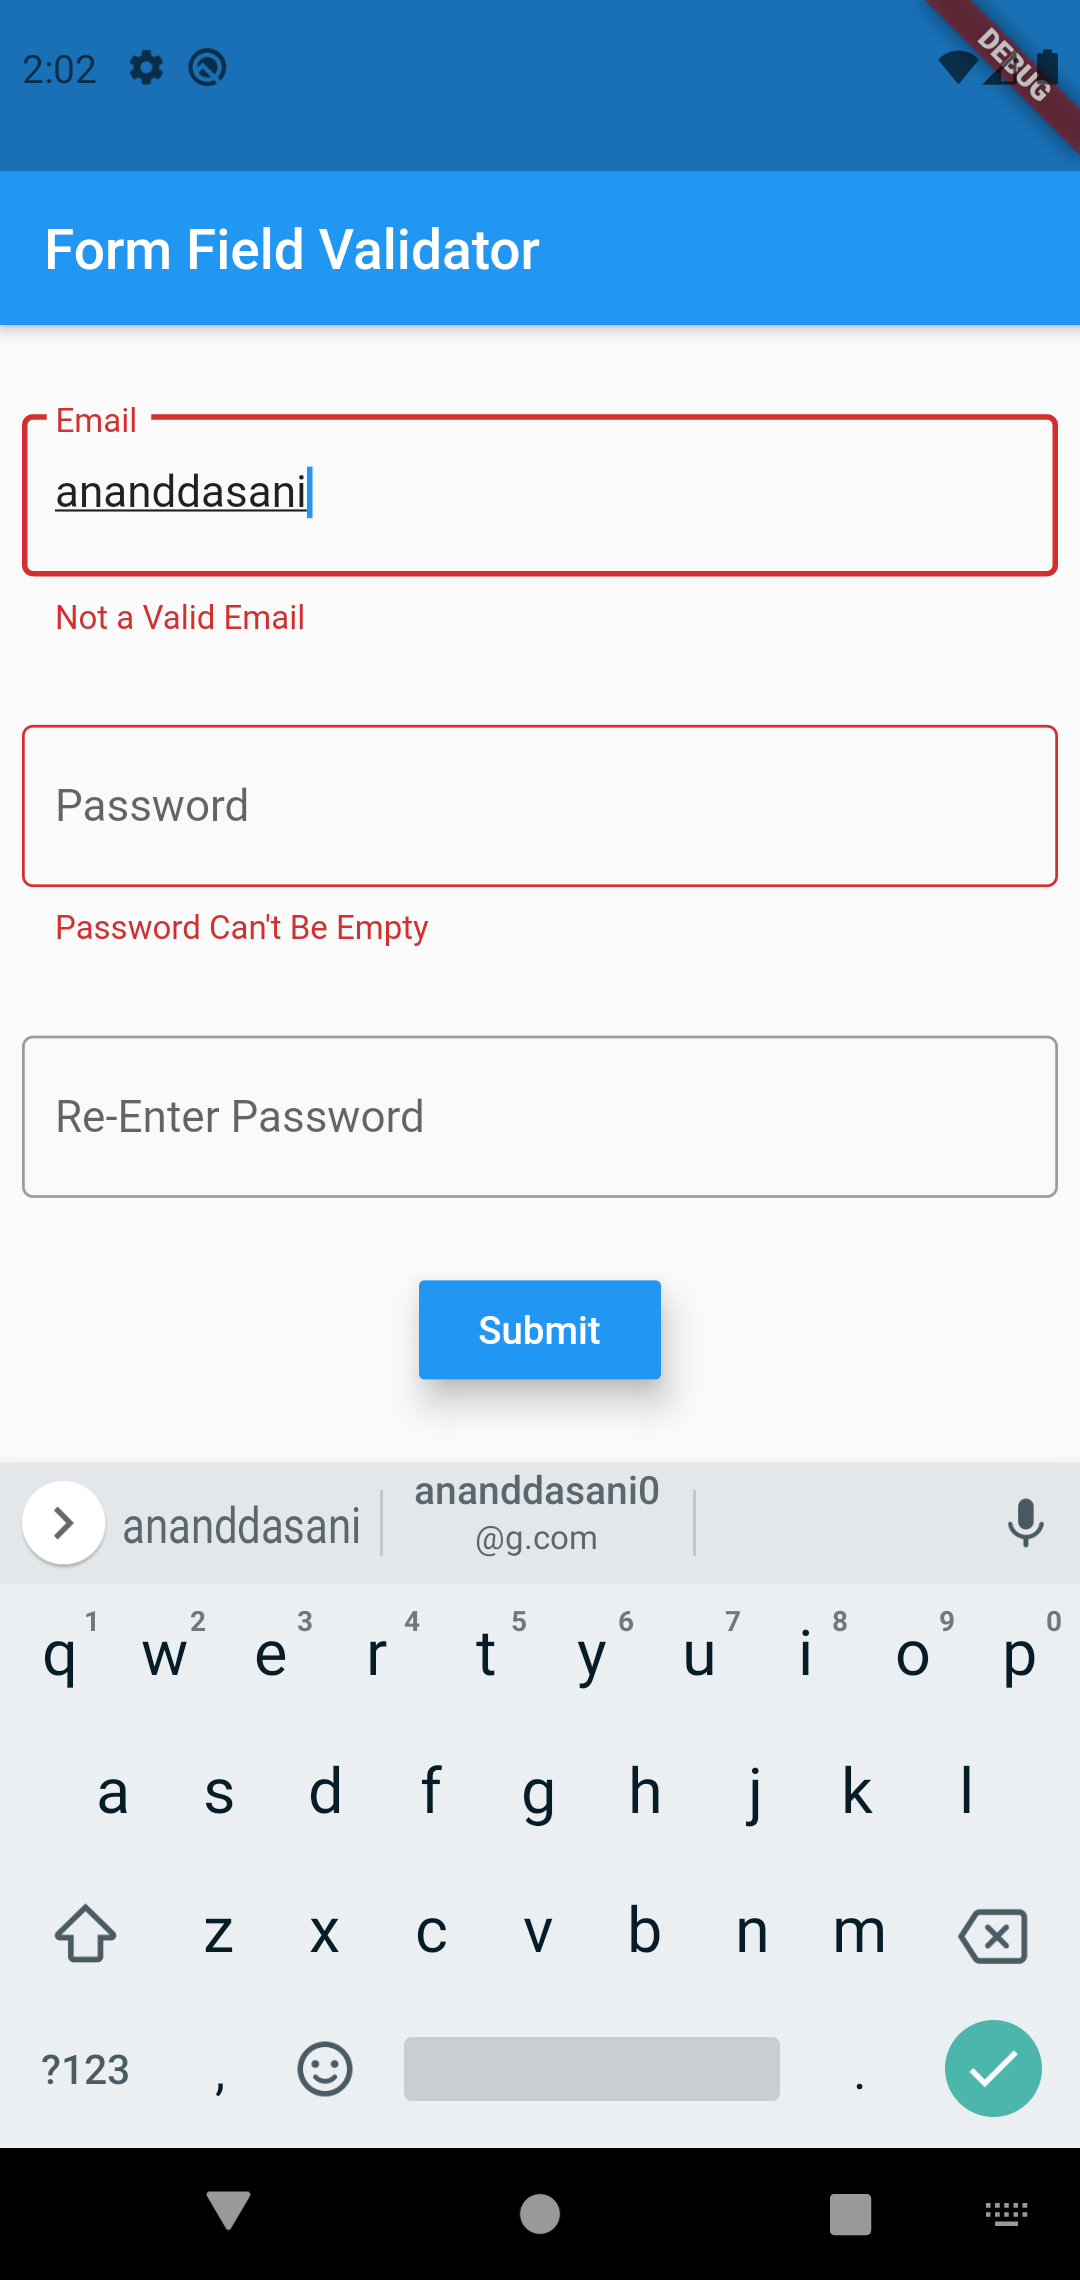 2:02
DEBUG
Form Field Validator
Email
ananddasani
Not a Valid Email
Password
Password Can't Be Empty
Re-Enter Password
Submit
ananddasani
ananddasani0
@g.com
1 2 3 4 5 6 7 8 9 0
q w e r t y u i o p
a s d f g h j k l
z x c v b n m
?123 , .